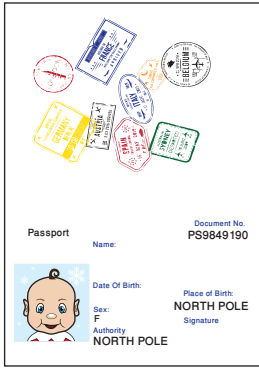 FRANCE
BELGIUM
ITALY
GERMANY
AUSTRIA
SPAIN
SYDNEY
Document No.
Passport
PS9849190
Name:
Date Of Birth:
Place of Birth:
NORTH POLE
Sex:
F
Signature
Authority
NORTH POLE